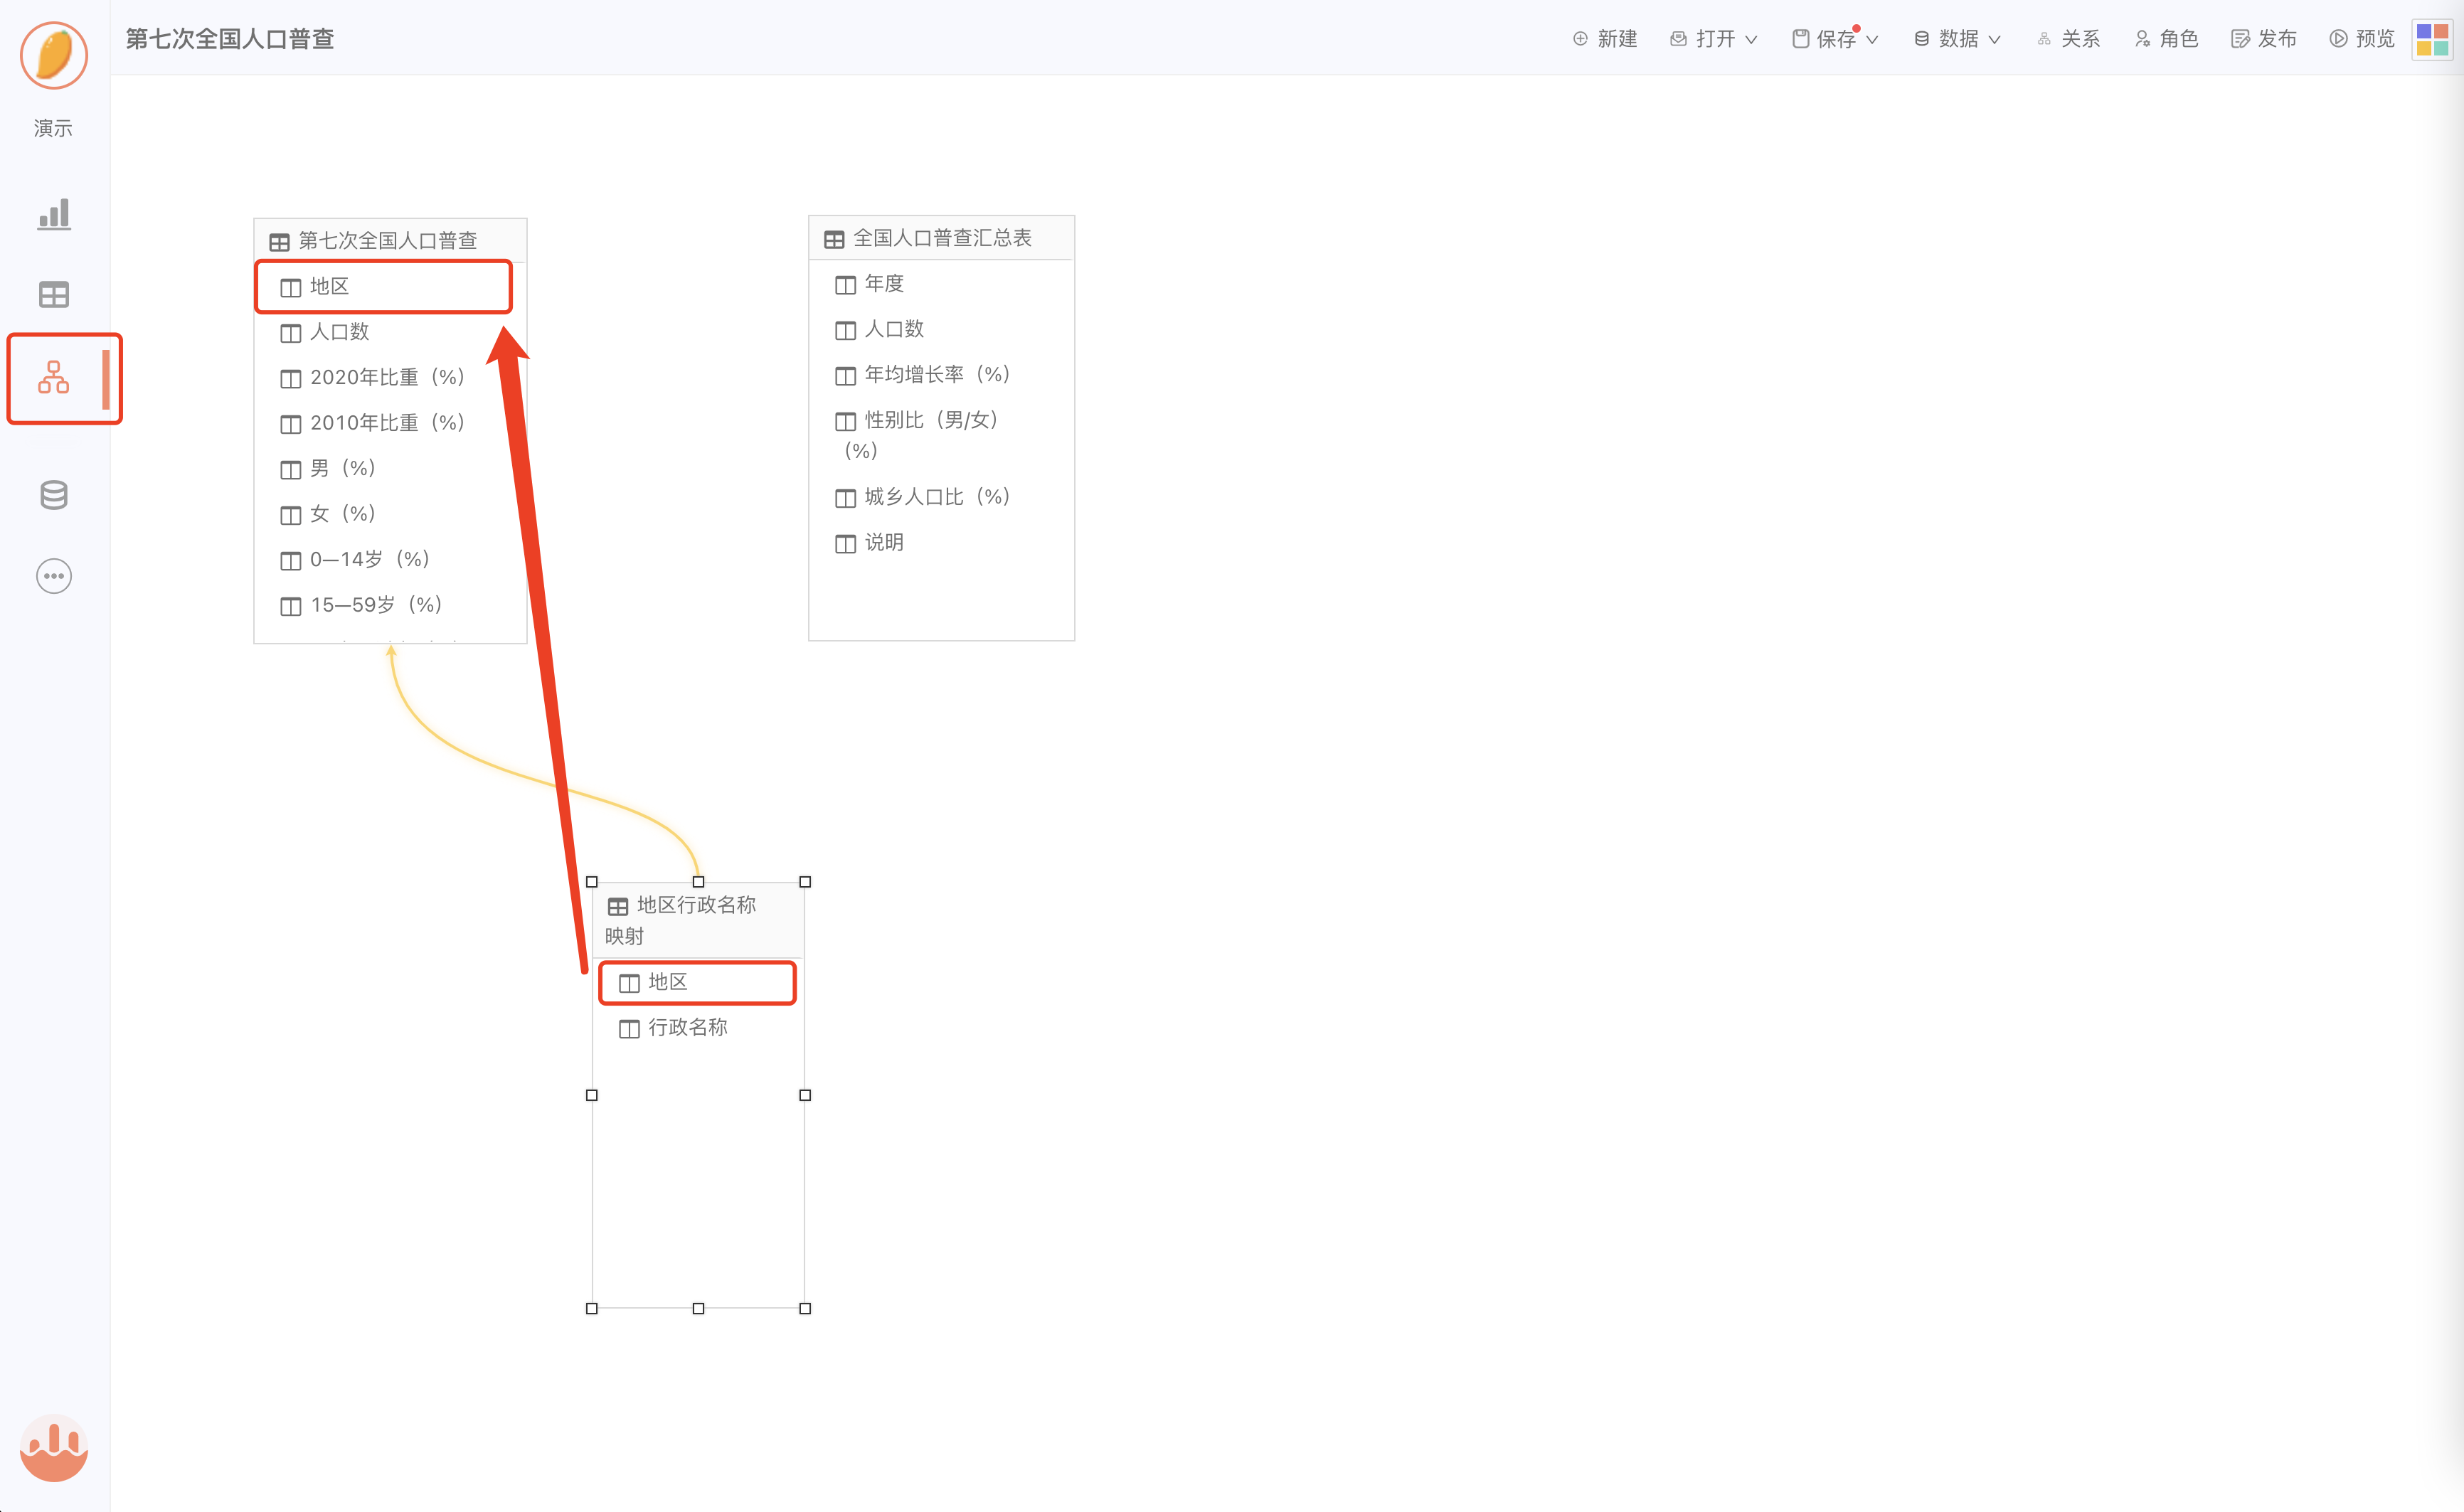 第七次全国人口普查
新建
打开
保存
数据
关系
角色
发布
预览
演示
第七次全国人口普查
地区
人口数
2020年比重（%）
2010年比重（%）
男（%）
女（%）
0—14岁（%）
15—59岁（%）
全国人口普查汇总表
年度
人口数
年均增长率（%）
性别比（男/女）
（%）
城乡人口比（%）
说明
地区行政名称
映射
地区
行政名称